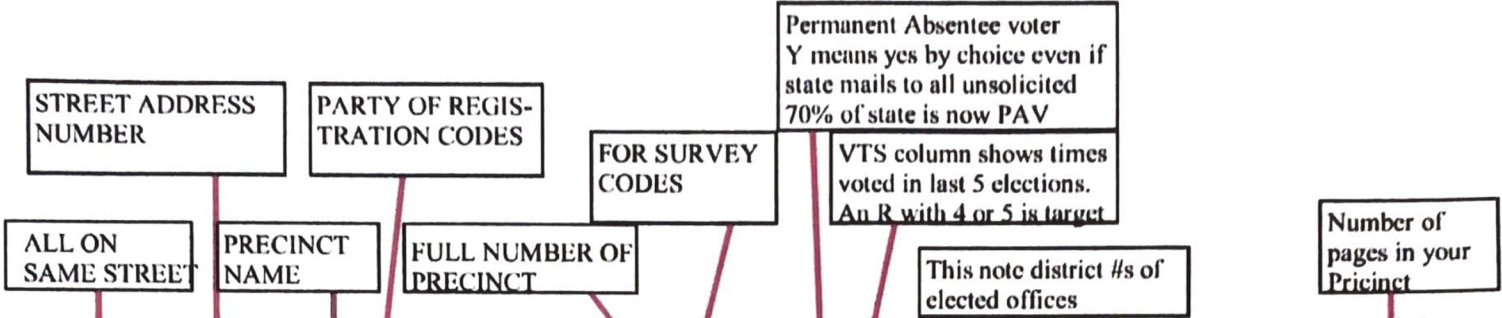 Permanent Absentee voter
Y means yes by choice even if
state mails to all unsolicited
70% of state is now PAV
STREET ADDRESS
NUMBER
PARTY OF REGIS-
TRATION CODES
FOR SURVEY
CODES
VTS column shows times
voted in last 5 elections.
An R with 4 or 5 is target
ALL ON
SAME STREET
PRECINCT
NAME
FULL NUMBER OF
PRECINCT
This note district #s of
elected offices
Number of
pages in your
Pricinct